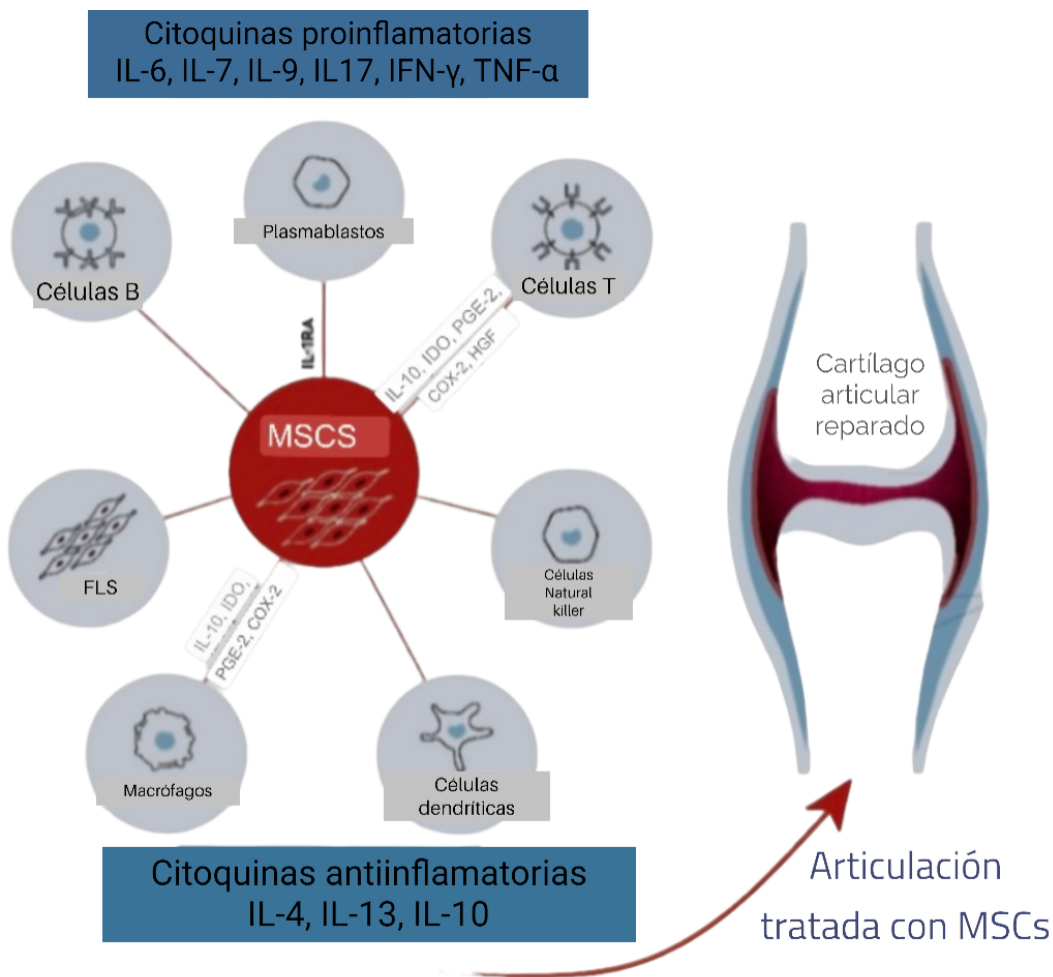 Citoquinas proinflamatorias
IL-6, IL-7, IL-9, IL17, IFN-γ, TNF-α
Plasmablastos
Células B
Células T
IL-1RA
IL-10, IDO, PGE-2,
COX-2, HGF
MSCS
Cartílago
articular
reparado
FLS
Células
Natural
killer
IL-10, IDO,
PGE-2, COX-2
Macrófagos
Células
dendríticas
Citoquinas antiinflamatorias
IL-4, IL-13, IL-10
Articulación
tratada con MSCs